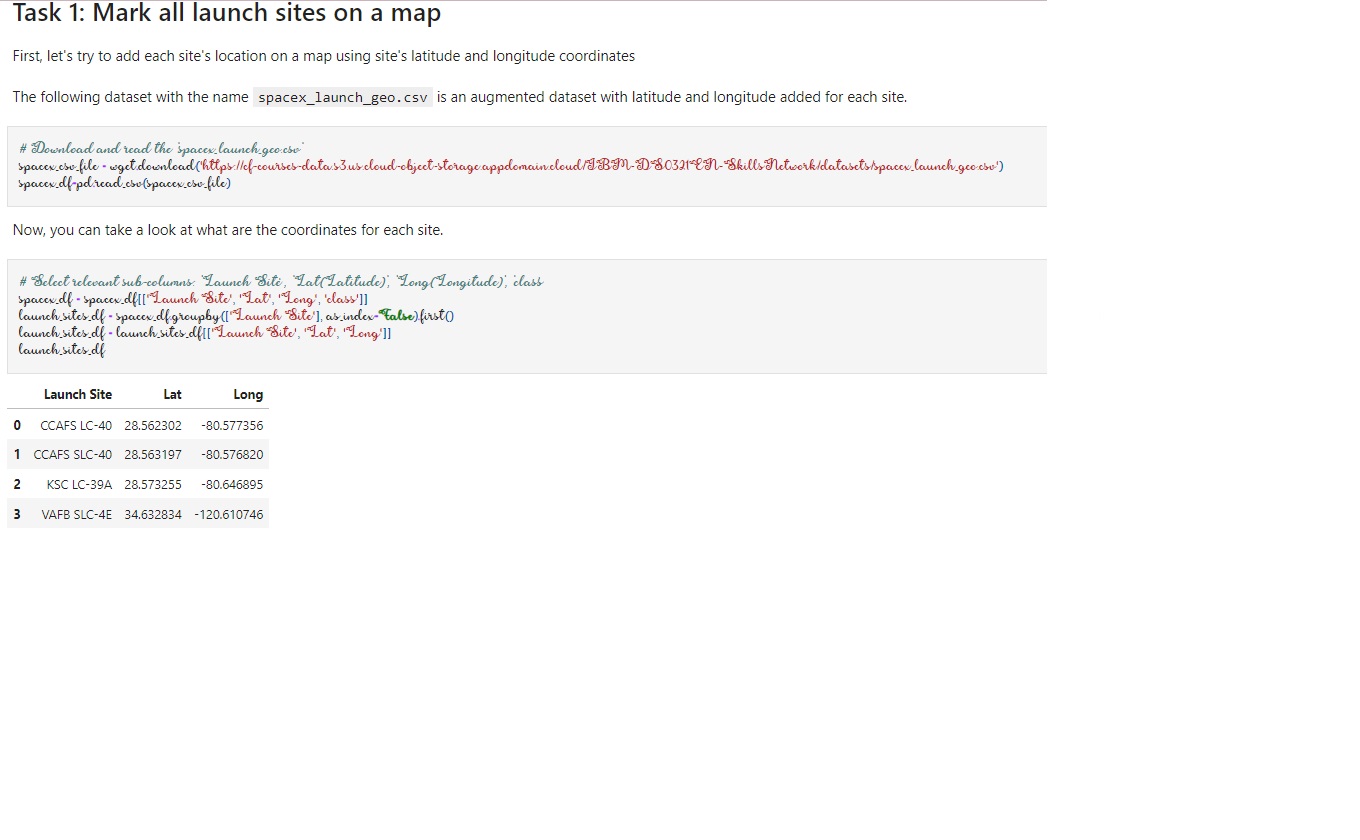 Task 1: Mark all launch sites on a map
First, let's try to add each site's location on a map using site's latitude and longitude coordinates
The following dataset with the name spacex_launch_geo.csv is an augmented dataset with latitude and longitude added for each site.
# Download and read the `spacex_launch_geo.csv`
spacex_csv_file = wget.download('https://cf-courses-data.s3.us.cloud-object-storage.appdomain.cloud/IBM-DS0321EN-SkillsNetwork/datasets/spacex_launch_geo.csv')
spacex_df=pd.read_csv(spacex_csv_file)
Now, you can take a look at what are the coordinates for each site.
# Select relevant sub-columns: `Launch Site`, `Lat(Latitude)`, `Long(Longitude)`, `class`
spacex_df = spacex_df[['Launch Site', 'Lat', 'Long', 'class']]
launch_sites_df = spacex_df.groupby(['Launch Site'], as_index=False).first()
launch_sites_df = launch_sites_df[['Launch Site', 'Lat', 'Long']]
launch_sites_df
Launch Site Lat Long
0 CCAFS LC-40 28.562302 -80.577356
1 CCAFS SLC-40 28.563197 -80.576820
2 KSC LC-39A 28.573255 -80.646895
3 VAFB SLC-4E 34.632834 -120.610746